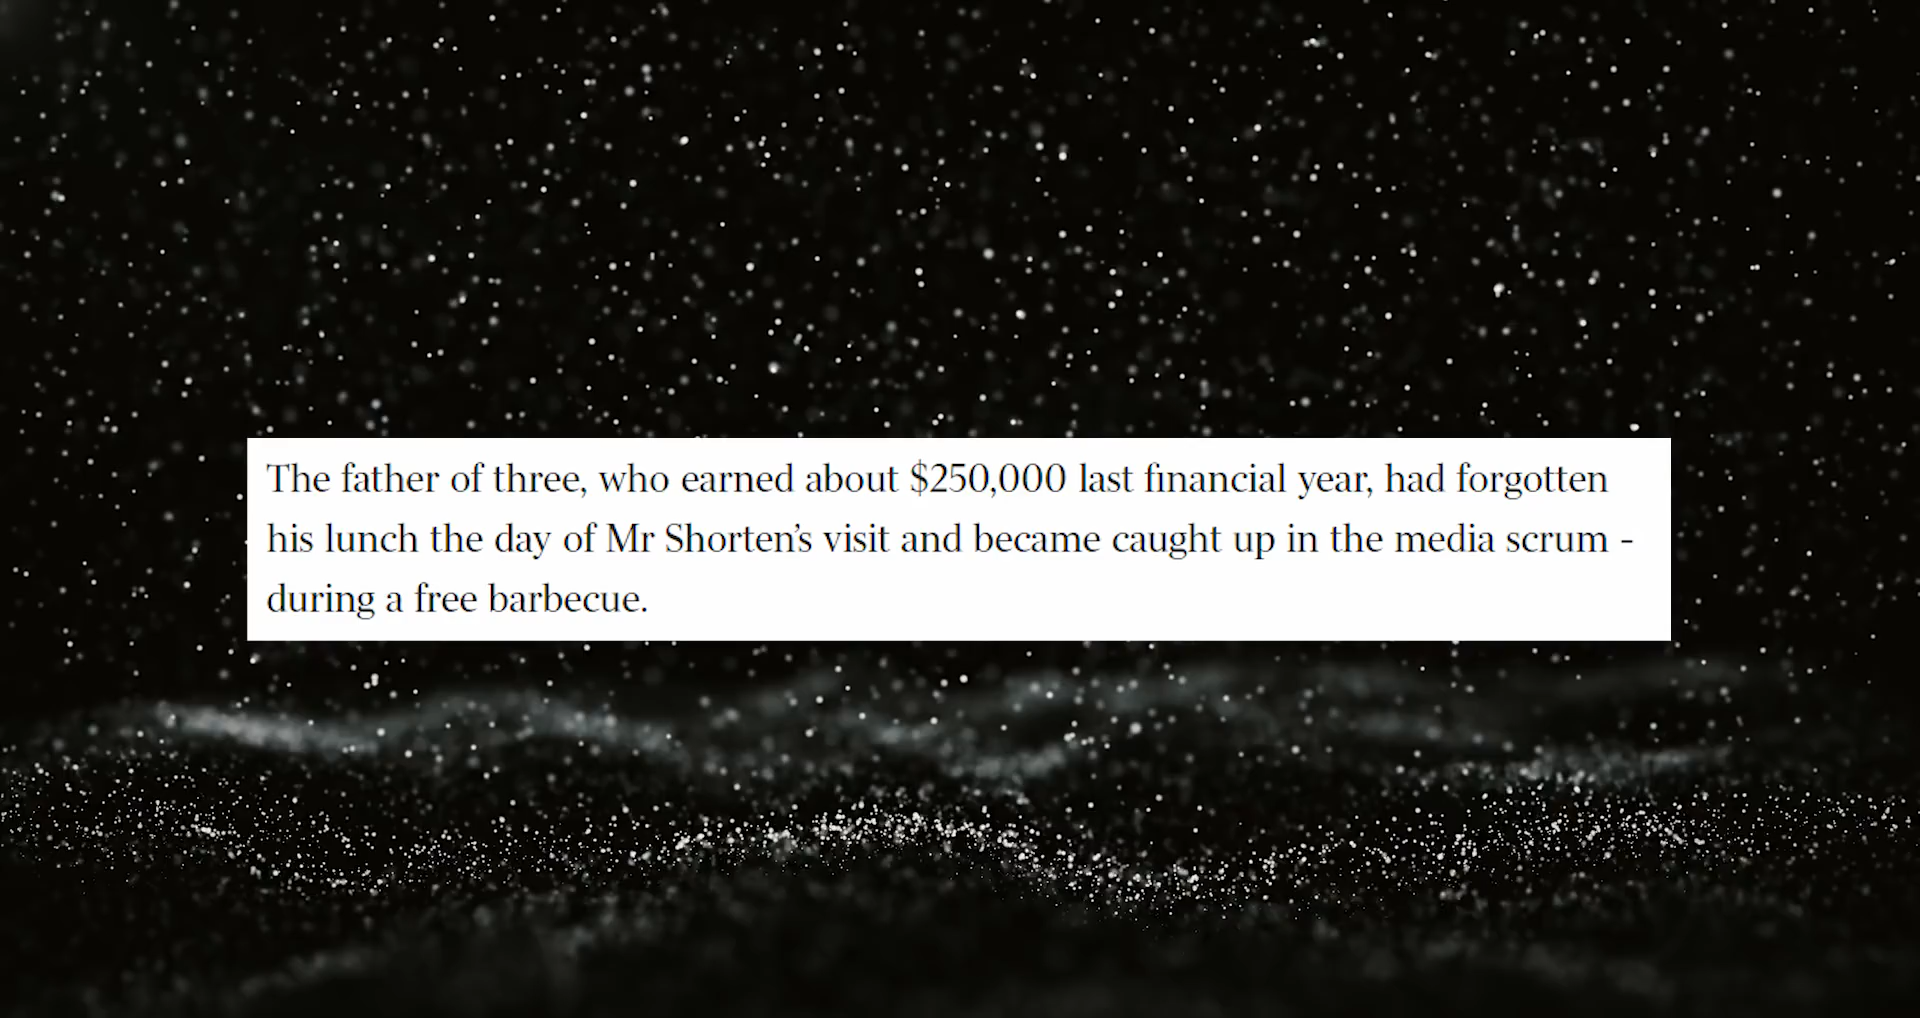 The father of three, who earned about $250,000 last financial year, had forgotten
his lunch the day of Mr Shorten’s visit and became caught up in the media scrum -
during a free barbecue.